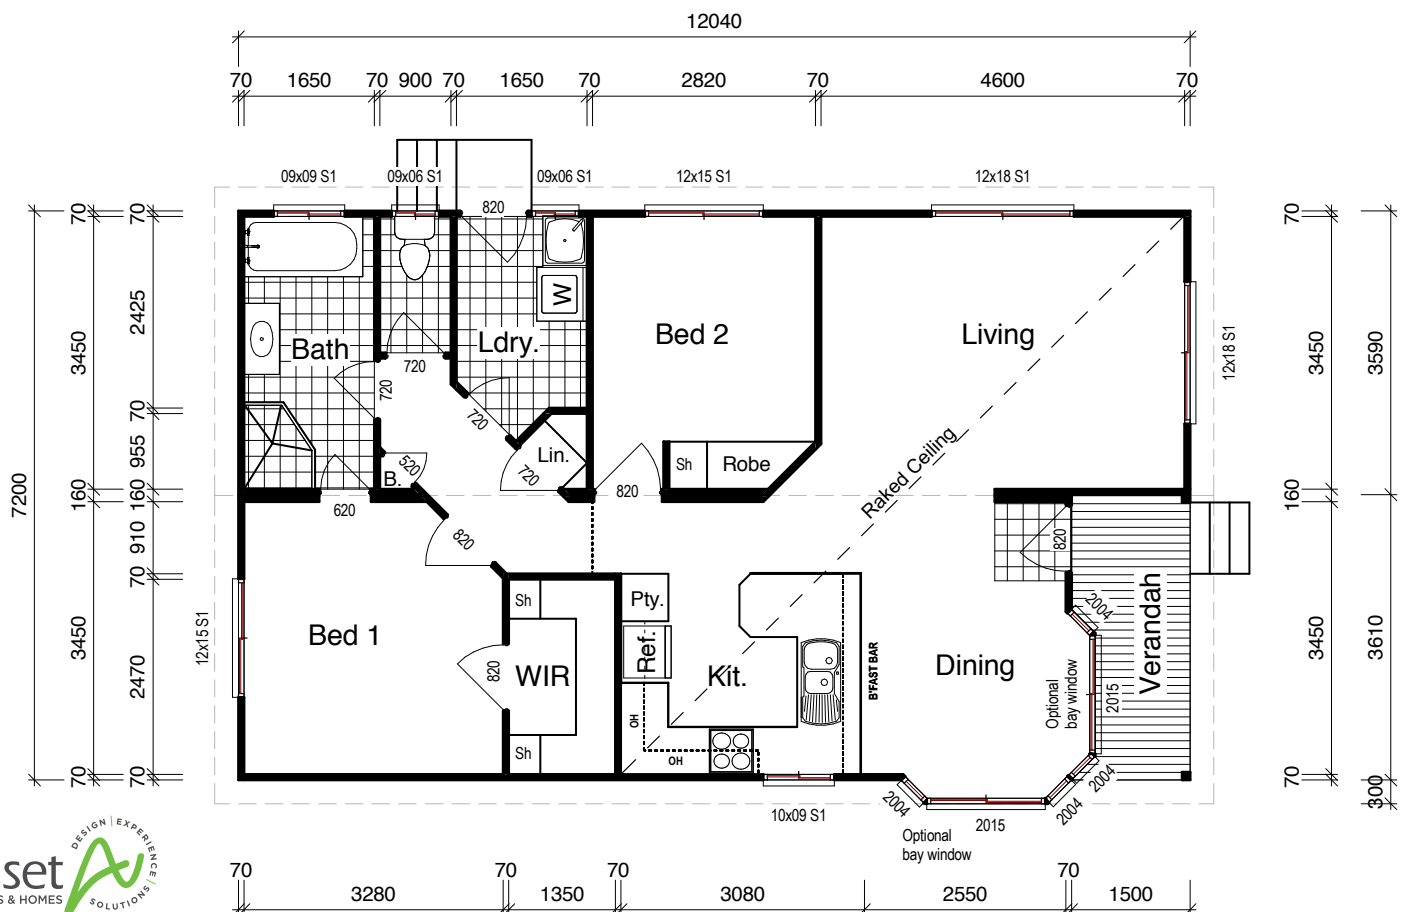 12040
70 1650 70 900 70 1650 70 2820 70 4600 70
09x09 S1 09x06 S1 09x06 S1 12x15 S1 12x18 S1
820
70 70 70
2425
3450
Bath
Ldry.
W
Bed 2
Living
12x18 S1
3450
3590
720
720
720
70
955
520
B.
Lin.
720
Sh
Robe
Raked Ceiling
7200
160 160 160
620
820
820
910
70
820
Verandah
Sh
Pty.
2004
12x15 S1
Bed 1
3450
2470
820
WIR
Ref.
Kit.
B'FAST BAR
Dining
Optional
bay window
2015
3450
3610
OH
OH
Sh
2004
2004
2004
70 70 70
300
10x09 S1
2015
Optional
bay window
DESIGN | EXPERIENCE | SOLUTIONS
set
S & HOMES
70 3280 70 1350 70 3080 2550 70 1500